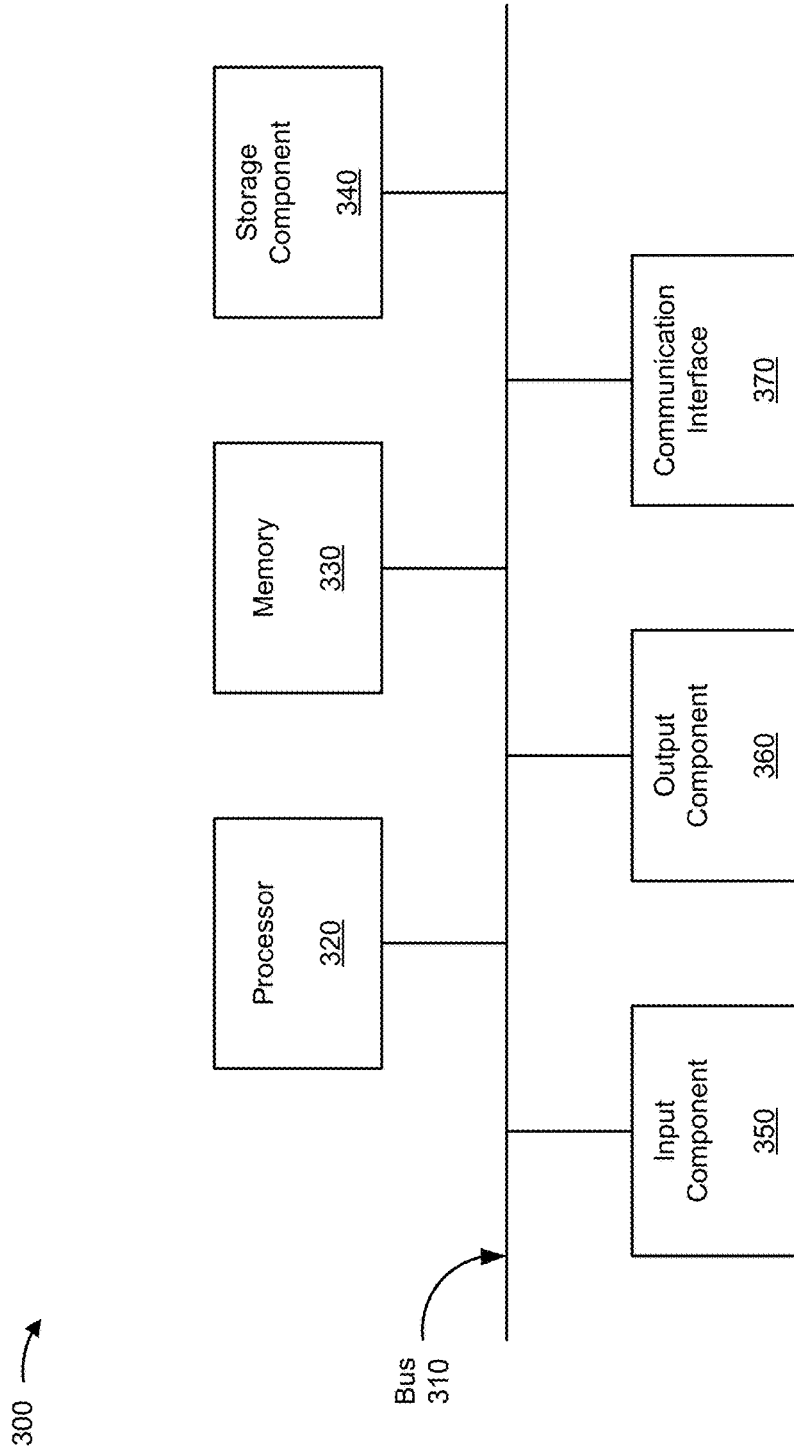 300
Bus
310
Processor
320
Memory
330
Storage
Component
340
Input
Component
350
Output
Component
360
Communication
Interface
370